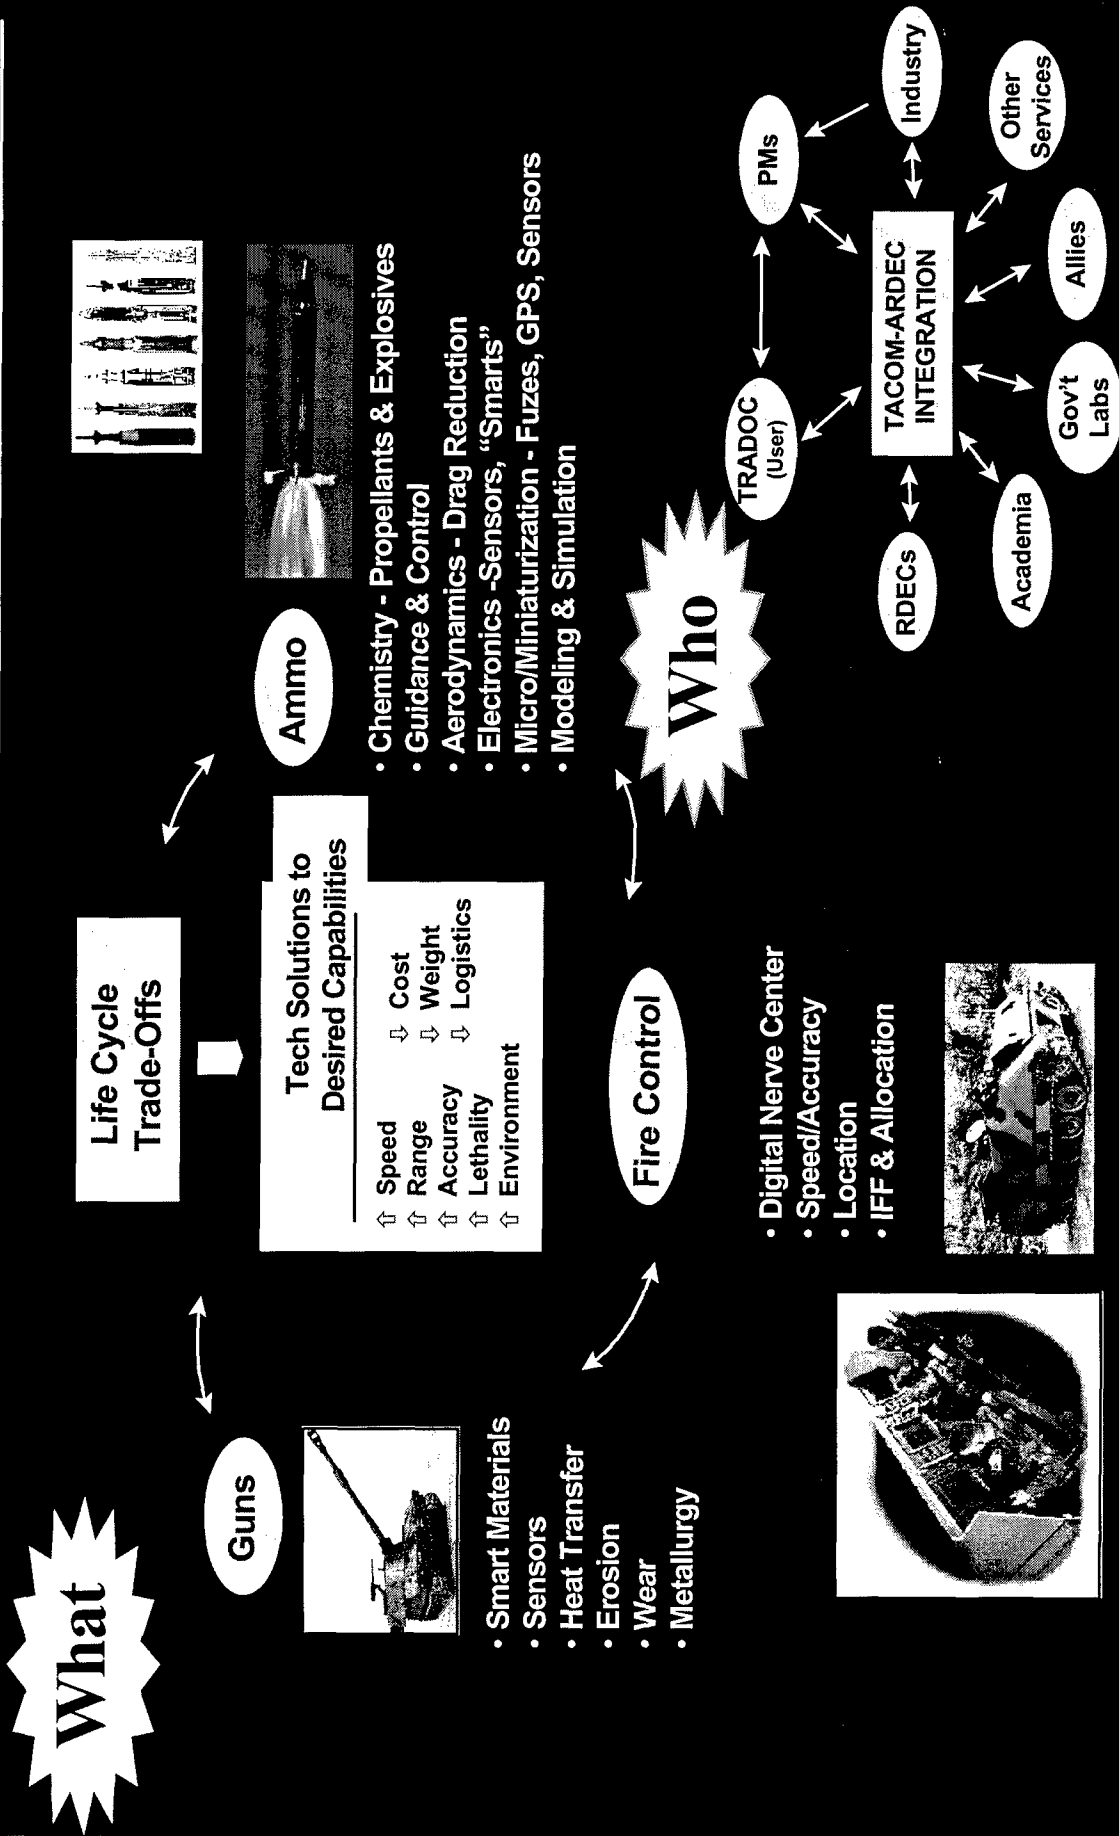 What
Life Cycle
Trade-Offs
Guns
• Smart Materials
• Sensors
• Heat Transfer
• Erosion
• Wear
• Metallurgy
Tech Solutions to
Desired Capabilities
⇧ Speed ⇩ Cost
⇧ Range ⇩ Weight
⇧ Accuracy ⇩ Logistics
⇧ Lethality
⇧ Environment
Ammo
• Chemistry - Propellants & Explosives
• Guidance & Control
• Aerodynamics - Drag Reduction
• Electronics -Sensors, “Smarts”
• Micro/Miniaturization - Fuzes, GPS, Sensors
• Modeling & Simulation
Fire Control
• Digital Nerve Center
• Speed/Accuracy
• Location
• IFF & Allocation
Who
TRADOC
(User)
PMs
RDECs
TACOM-ARDEC
INTEGRATION
Industry
Academia
Gov't
Labs
Allies
Other
Services